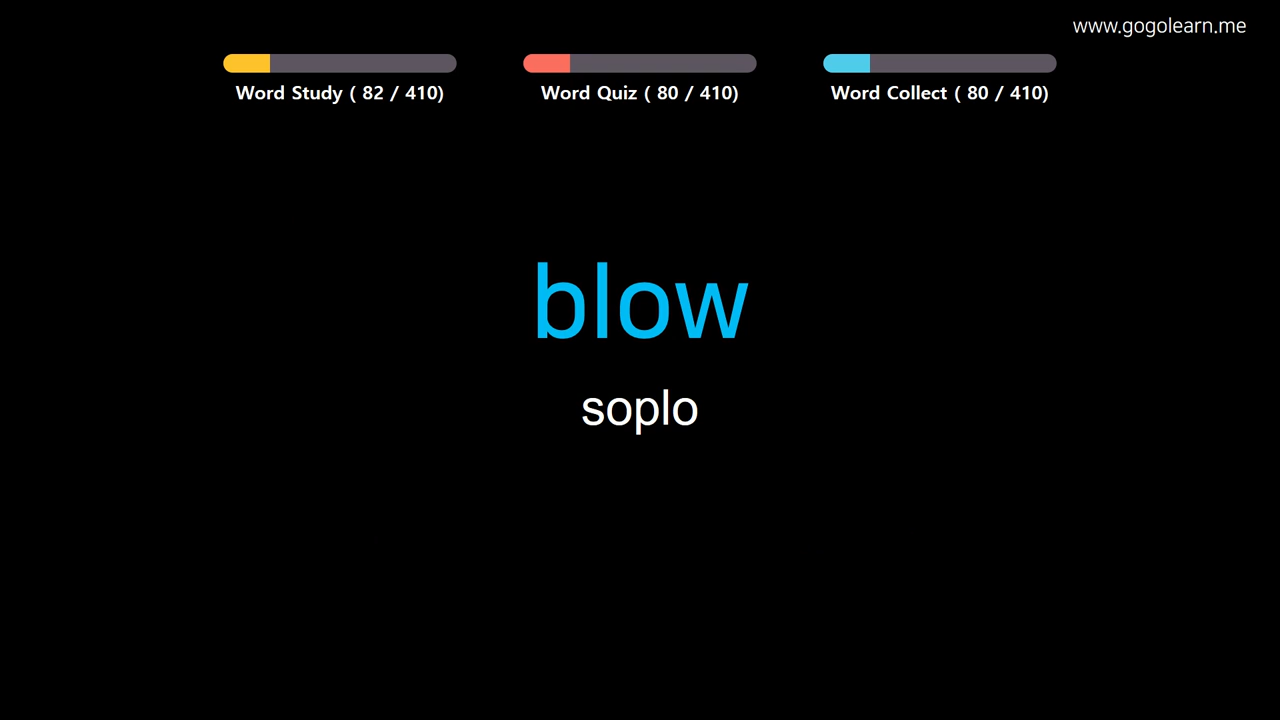 www.gogolearn.me
Word Study ( 82 / 410)
Word Quiz ( 80 / 410)
Word Collect ( 80 / 410)
blow
soplo